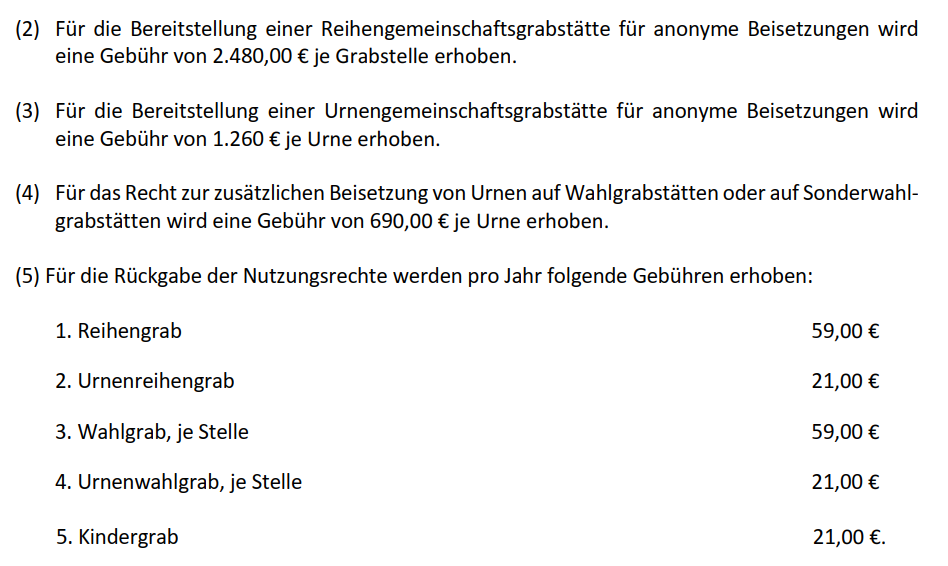 (2) Für die Bereitstellung einer Reihengemeinschaftsgrabstätte für anonyme Beisetzungen wird
eine Gebühr von 2.480,00 € je Grabstelle erhoben.
(3) Für die Bereitstellung einer Urnengemeinschaftsgrabstätte für anonyme Beisetzungen wird
eine Gebühr von 1.260 € je Urne erhoben.
(4) Für das Recht zur zusätzlichen Beisetzung von Urnen auf Wahlgrabstätten oder auf Sonderwahl-
grabstätten wird eine Gebühr von 690,00 € je Urne erhoben.
(5) Für die Rückgabe der Nutzungsrechte werden pro Jahr folgende Gebühren erhoben:
1. Reihengrab 59,00 €
2. Urnenreihengrab 21,00 €
3. Wahlgrab, je Stelle 59,00 €
4. Urnenwahlgrab, je Stelle 21,00 €
5. Kindergrab 21,00 €.